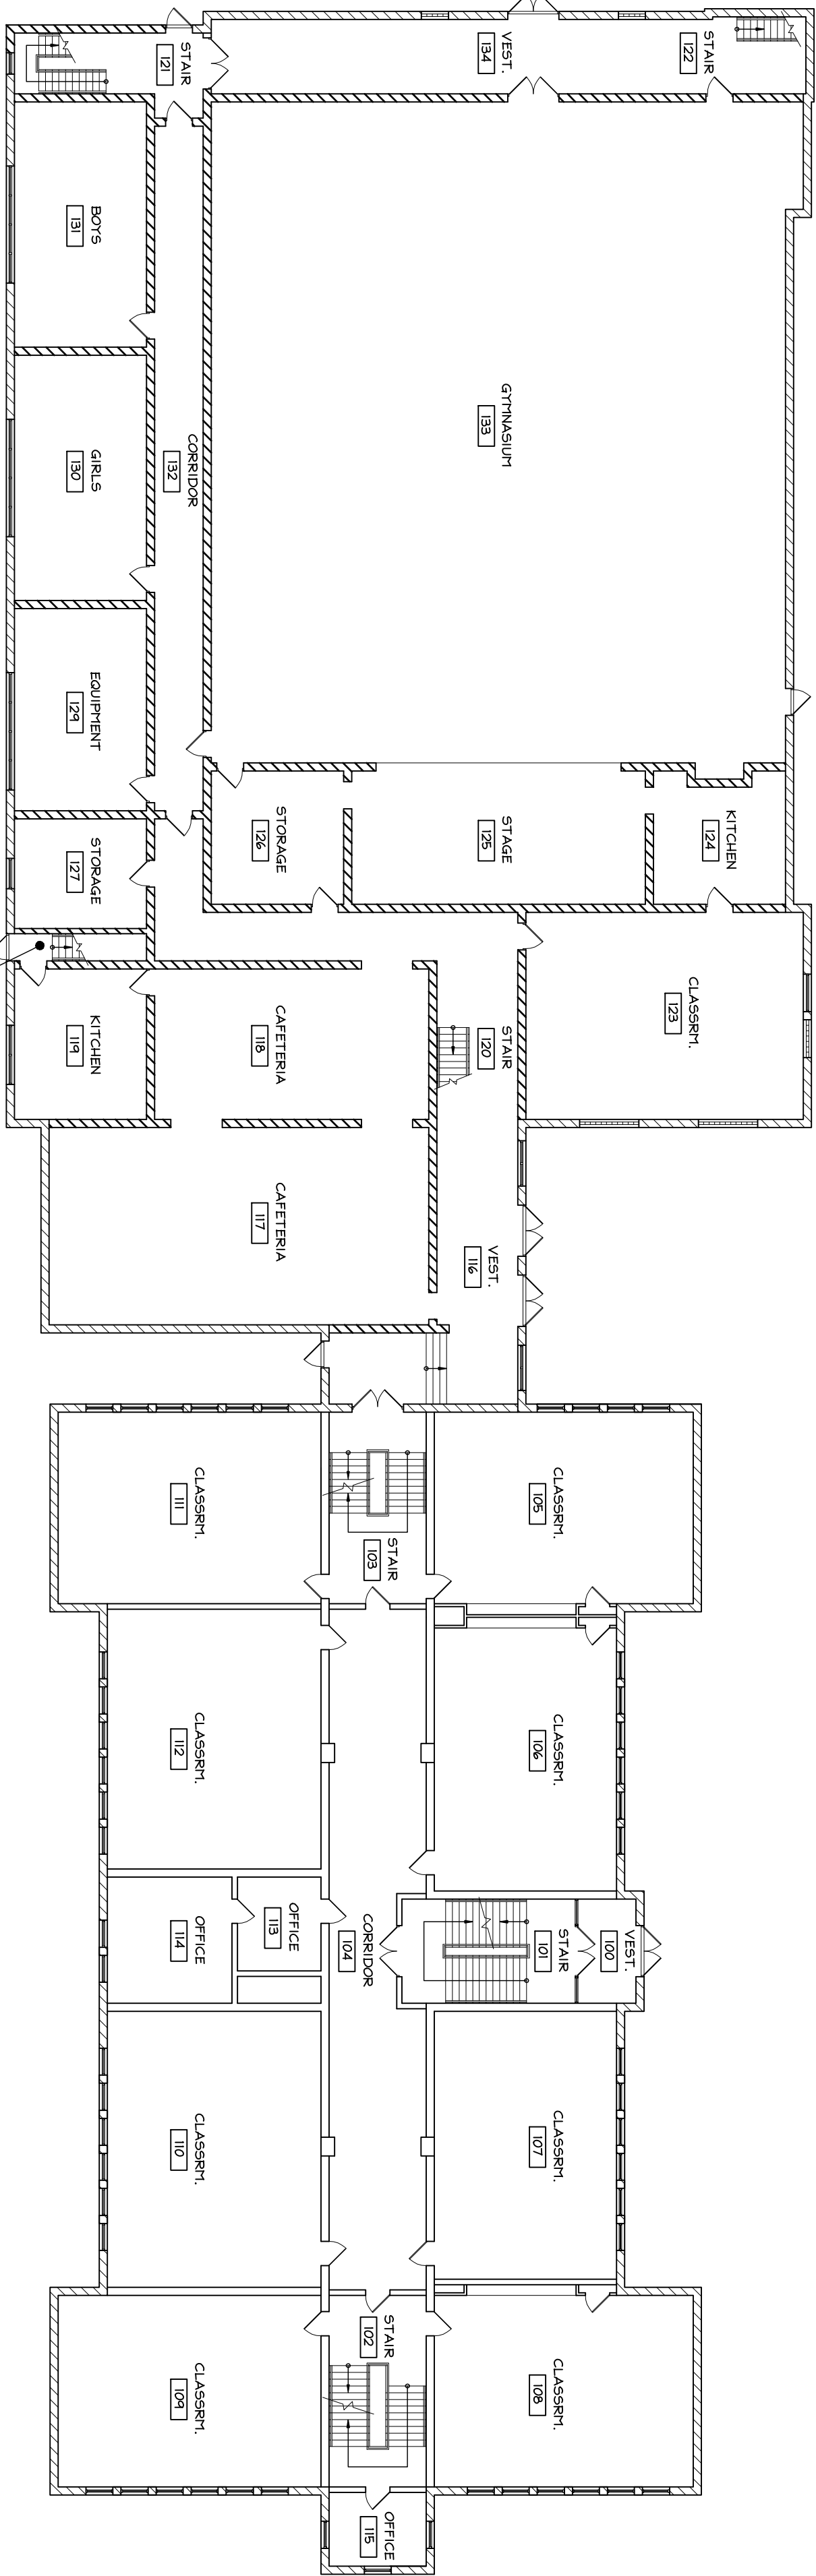 STAIR
121
VEST.
134
STAIR
122
BOYS
131
GYMNASIUM
133
GIRLS
130
CORRIDOR
132
EQUIPMENT
129
STORAGE
127
STORAGE
126
STAGE
125
KITCHEN
124
KITCHEN
119
CAFETERIA
118
STAIR
120
CLASSRM.
123
CAFETERIA
117
VEST.
116
CLASSRM.
111
STAIR
103
CLASSRM.
105
CLASSRM.
112
CLASSRM.
106
OFFICE
114
OFFICE
113
CORRIDOR
104
STAIR
101
VEST.
100
CLASSRM.
110
CLASSRM.
107
CLASSRM.
109
STAIR
102
CLASSRM.
108
OFFICE
115